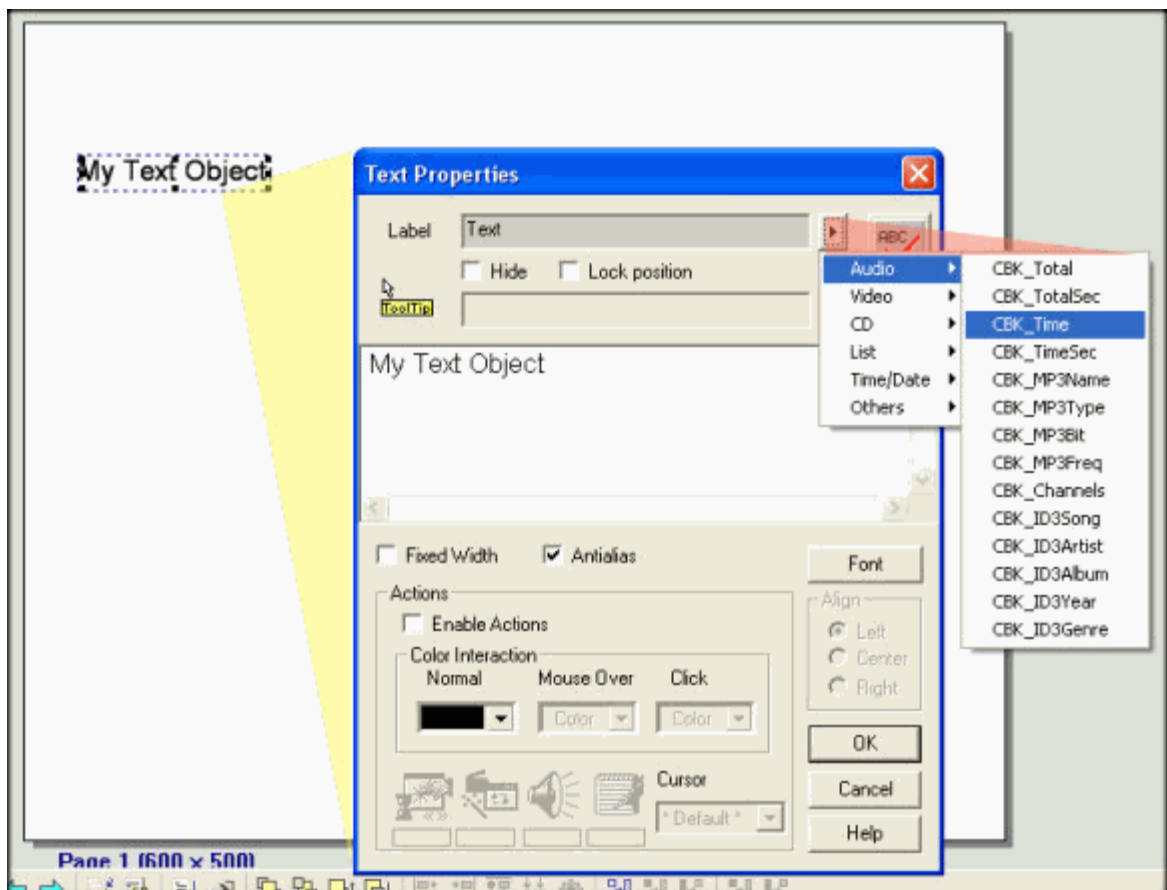 My Text Object
Text Properties
Label Text
ABC
Hide Lock position
ToolTip
My Text Object
Audio
Video
CD
List
Time/Date
Others
CBK_Total
CBK_TotalSec
CBK_Time
CBK_TimeSec
CBK_MP3Name
CBK_MP3Type
CBK_MP3Bit
CBK_MP3Freq
CBK_Channels
CBK_ID3Song
CBK_ID3Artist
CBK_ID3Album
CBK_ID3Year
CBK_ID3Genre
Fixed Width Antialias
Font
Actions
Enable Actions
Align
Left
Center
Right
Color Interaction
Normal Mouse Over Click
Color Color
OK
Cursor
Cancel
* Default *
Help
Page 1 (600 x 500)